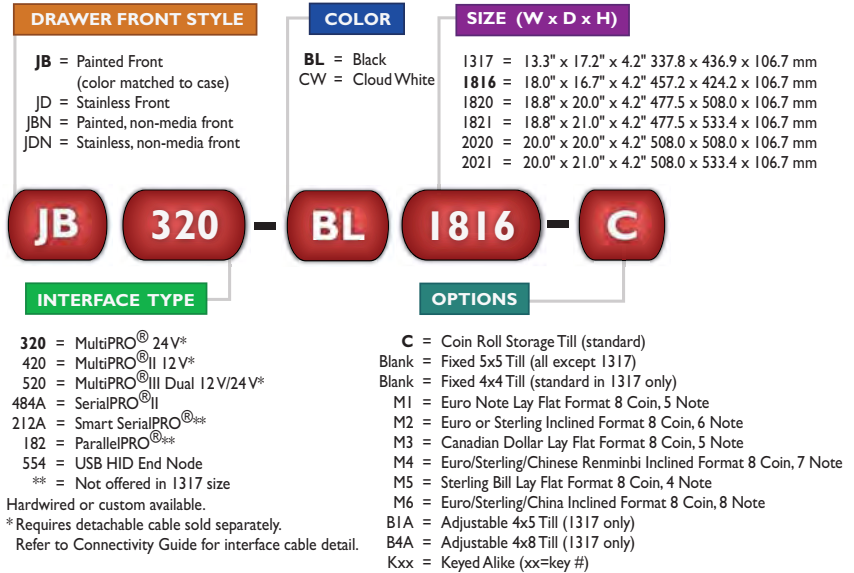 DRAWER FRONT STYLE
JB = Painted Front
(color matched to case)
JD = Stainless Front
JBN = Painted, non-media front
JDN = Stainless, non-media front
COLOR
BL = Black
CW = Cloud White
SIZE (W x D x H)
1317 = 13.3" x 17.2" x 4.2" 337.8 x 436.9 x 106.7 mm
1816 = 18.0" x 16.7" x 4.2" 457.2 x 424.2 x 106.7 mm
1820 = 18.8" x 20.0" x 4.2" 477.5 x 508.0 x 106.7 mm
1821 = 18.8" x 21.0" x 4.2" 477.5 x 533.4 x 106.7 mm
2020 = 20.0" x 20.0" x 4.2" 508.0 x 508.0 x 106.7 mm
2021 = 20.0" x 21.0" x 4.2" 508.0 x 533.4 x 106.7 mm
JB 320 - BL 1816 - C
INTERFACE TYPE
320 = MultiPRO® 24V*
420 = MultiPRO®II 12V*
520 = MultiPRO®III Dual 12V/24V*
484A = SerialPRO®II
212A = Smart SerialPRO®**
182 = ParallelPRO®**
554 = USB HID End Node
** = Not offered in 1317 size
Hardwired or custom available.
* Requires detachable cable sold separately.
Refer to Connectivity Guide for interface cable detail.
OPTIONS
C = Coin Roll Storage Till (standard)
Blank = Fixed 5x5 Till (all except 1317)
Blank = Fixed 4x4 Till (standard in 1317 only)
M1 = Euro Note Lay Flat Format 8 Coin, 5 Note
M2 = Euro or Sterling Inclined Format 8 Coin, 6 Note
M3 = Canadian Dollar Lay Flat Format 8 Coin, 5 Note
M4 = Euro/Sterling/Chinese Renminbi Inclined Format 8 Coin, 7 Note
M5 = Sterling Bill Lay Flat Format 8 Coin, 4 Note
M6 = Euro/Sterling/China Inclined Format 8 Coin, 8 Note
B1A = Adjustable 4x5 Till (1317 only)
B4A = Adjustable 4x8 Till (1317 only)
Kxx = Keyed Alike (xx=key #)